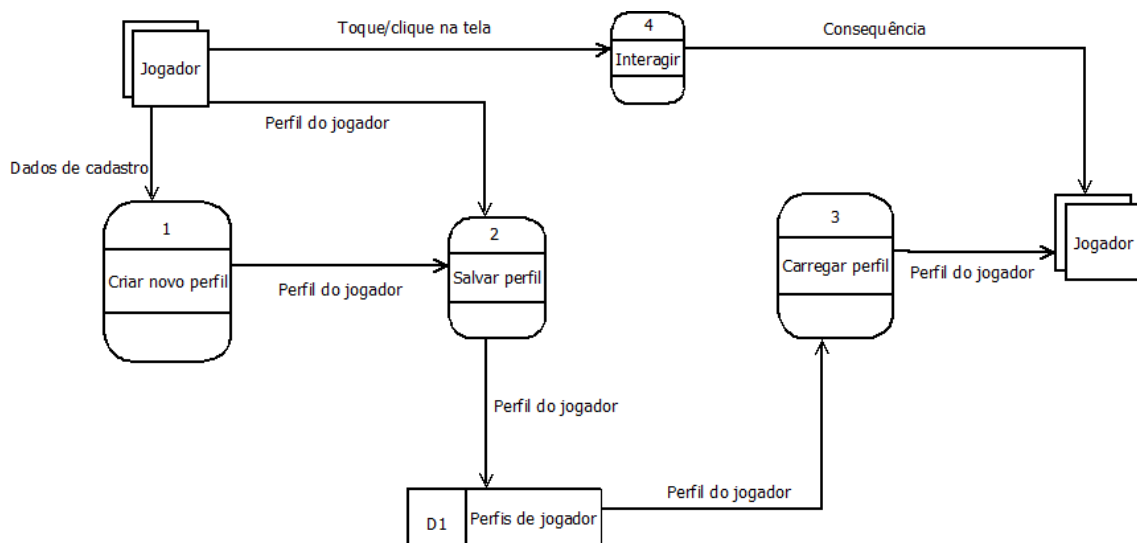 Toque/clique na tela
4
Consequência
Interagir
Jogador
Perfil do jogador
Dados de cadastro
1
2
3
Jogador
Criar novo perfil
Perfil do jogador
Salvar perfil
Carregar perfil
Perfil do jogador
Perfil do jogador
Perfil do jogador
D1
Perfis de jogador